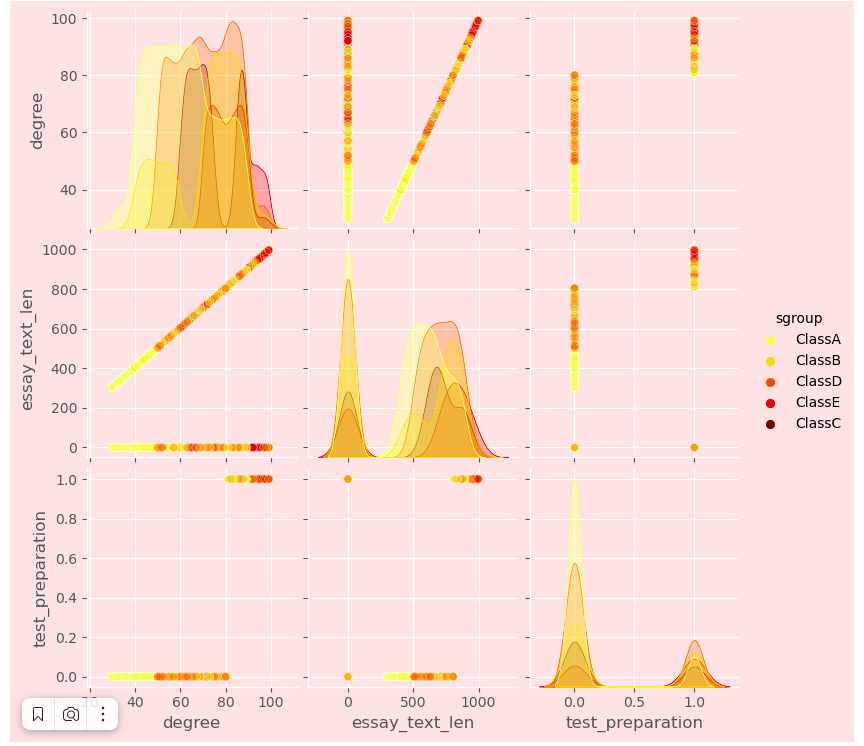 100
80
60
40
degree
1000
800
600
400
200
0
essay_text_len
1.0
0.8
0.6
0.4
0.2
0.0
test_preparation
20 40 60 80 100
degree
0 500 1000
essay_text_len
0.0 0.5 1.0
test_preparation
sgroup
ClassA
ClassB
ClassD
ClassE
ClassC